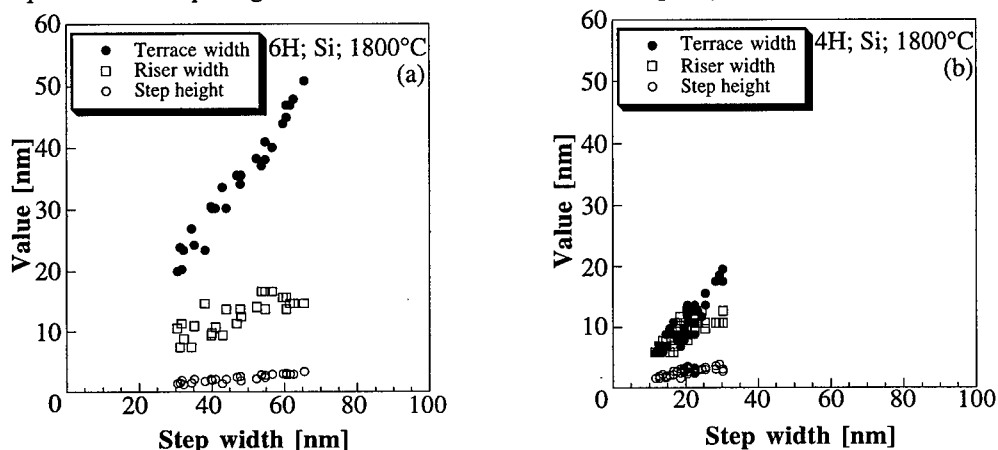 60
50
40
30
20
10
0
Value [nm]
Terrace width
Riser width
Step height
6H; Si; 1800°C
(a)
20 40 60 80 100
Step width [nm]
60
50
40
30
20
10
0
Value [nm]
Terrace width
Riser width
Step height
4H; Si; 1800°C
(b)
20 40 60 80 100
Step width [nm]